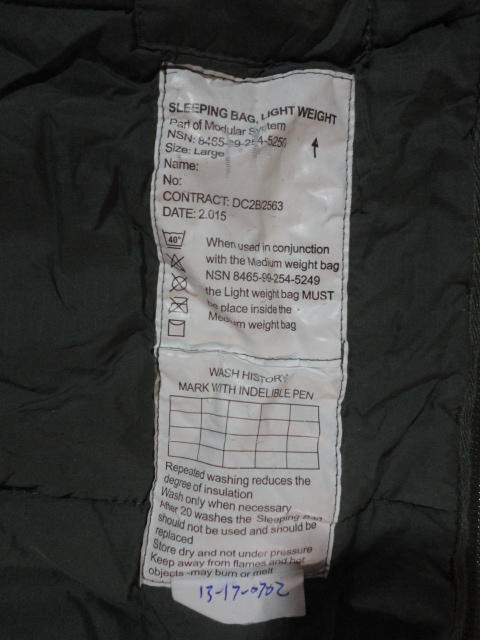 SLEEPING BAG, LIGHT WEIGHT
Part of Modular System
NSN: 8465-99-254-5250
Size: Large
Name:
No:
CONTRACT: DC2B2563
DATE: 2.015
40°
When used in conjunction
with the Medium weight bag
NSN 8465-99-254-5249
the Light weight bag MUST
be place inside the
Medium weight bag
WASH HISTORY
MARK WITH INDELIBLE PEN
Repeated washing reduces the
degree of insulation
Wash only when necessary
After 20 washes the Sleeping Bag
should not be used and should be
replaced
Store dry and not under pressure
Keep away from flames and hot
objects -may burn or melt
13-17-0702